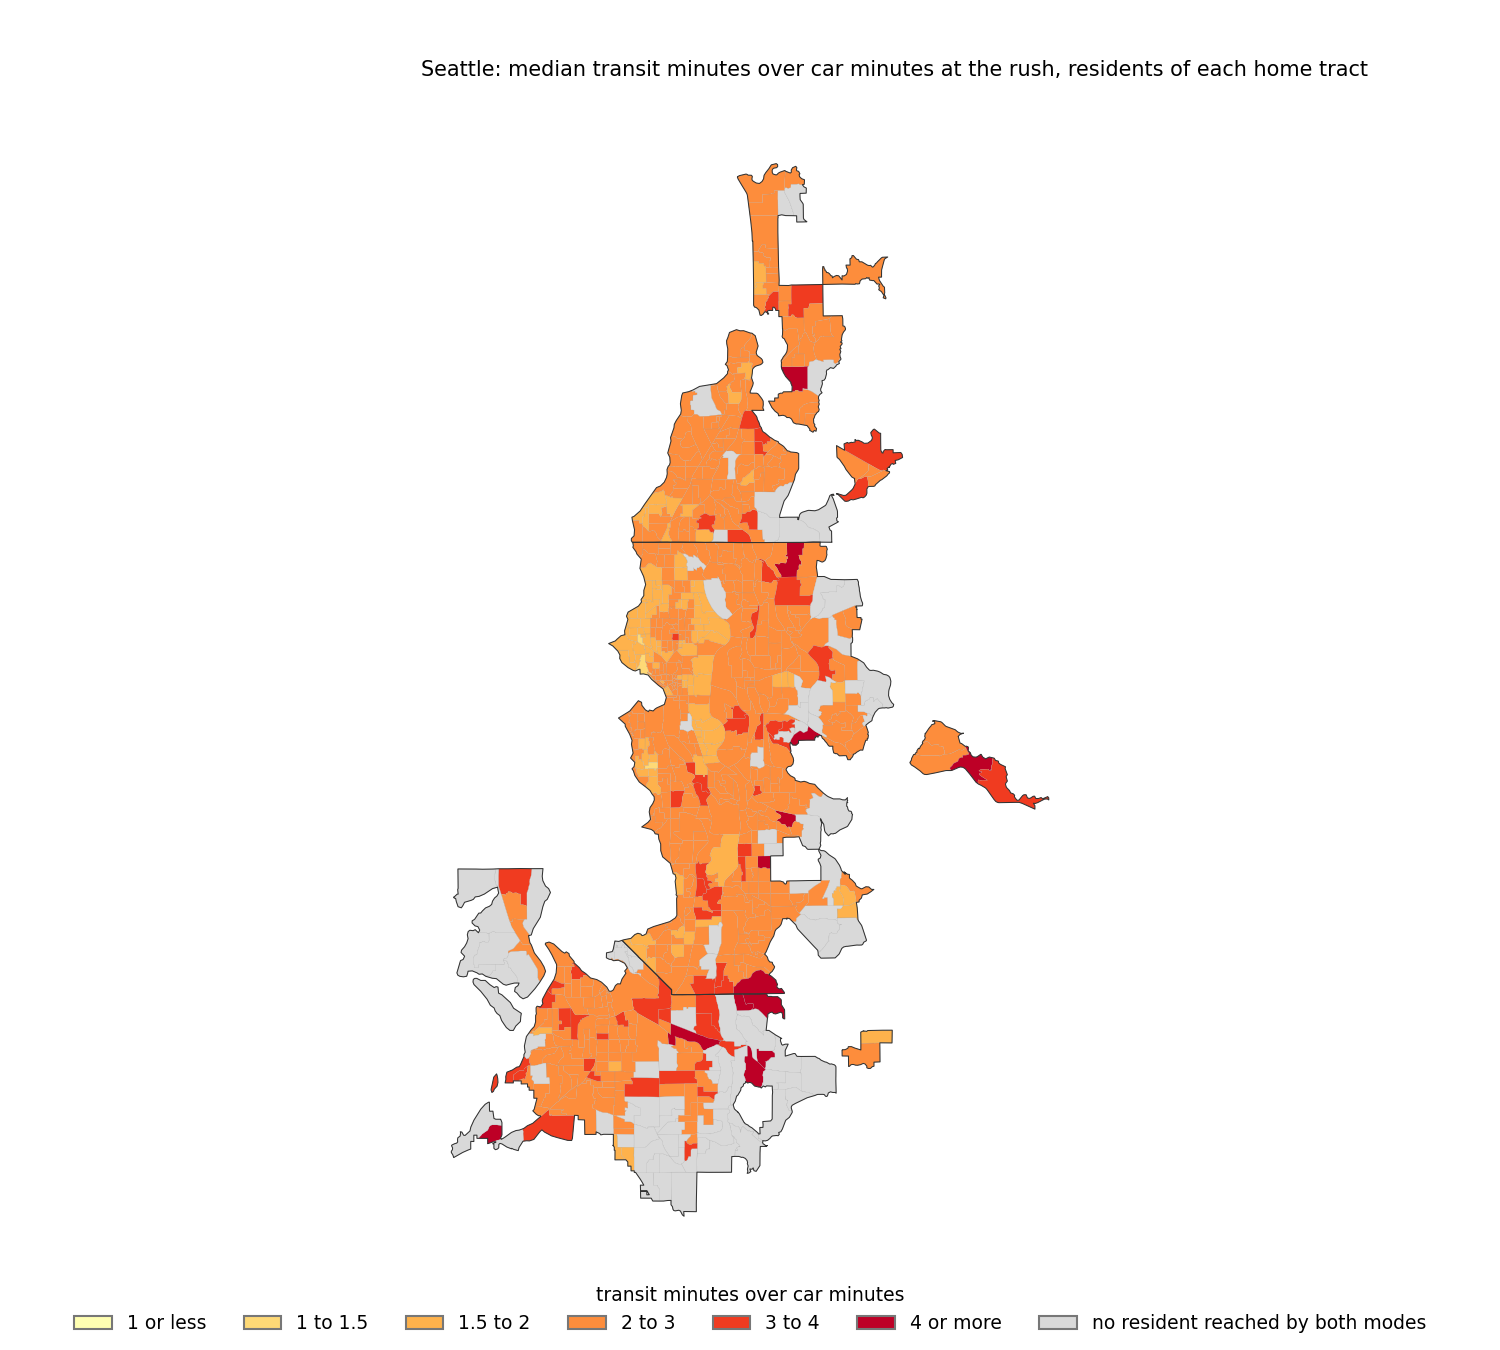 Seattle: median transit minutes over car minutes at the rush, residents of each home tract
transit minutes over car minutes
1 or less
1 to 1.5
1.5 to 2
2 to 3
3 to 4
4 or more
no resident reached by both modes